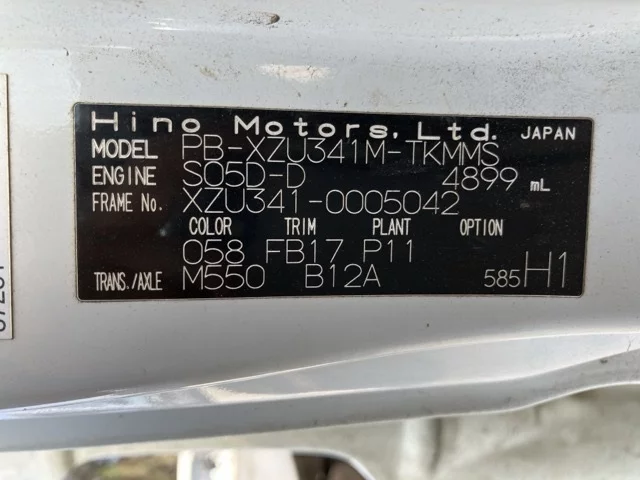 Hino Motors, Ltd. JAPAN
MODEL PB-XZU341M-TKMMS
ENGINE S05D-D 4899 mL
FRAME No. XZU341-0005042
COLOR TRIM PLANT OPTION
058 FB17 P11
TRANS./AXLE M550 B12A 585 H1